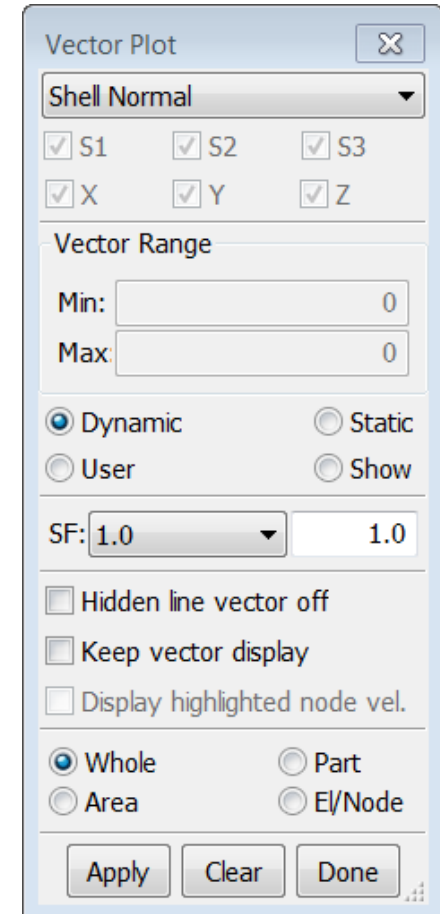 Vector Plot
Shell Normal
S1 S2 S3
X Y Z
Vector Range
Min: 0
Max: 0
Dynamic Static
User Show
SF: 1.0 1.0
Hidden line vector off
Keep vector display
Display highlighted node vel.
Whole Part
Area El/Node
Apply Clear Done